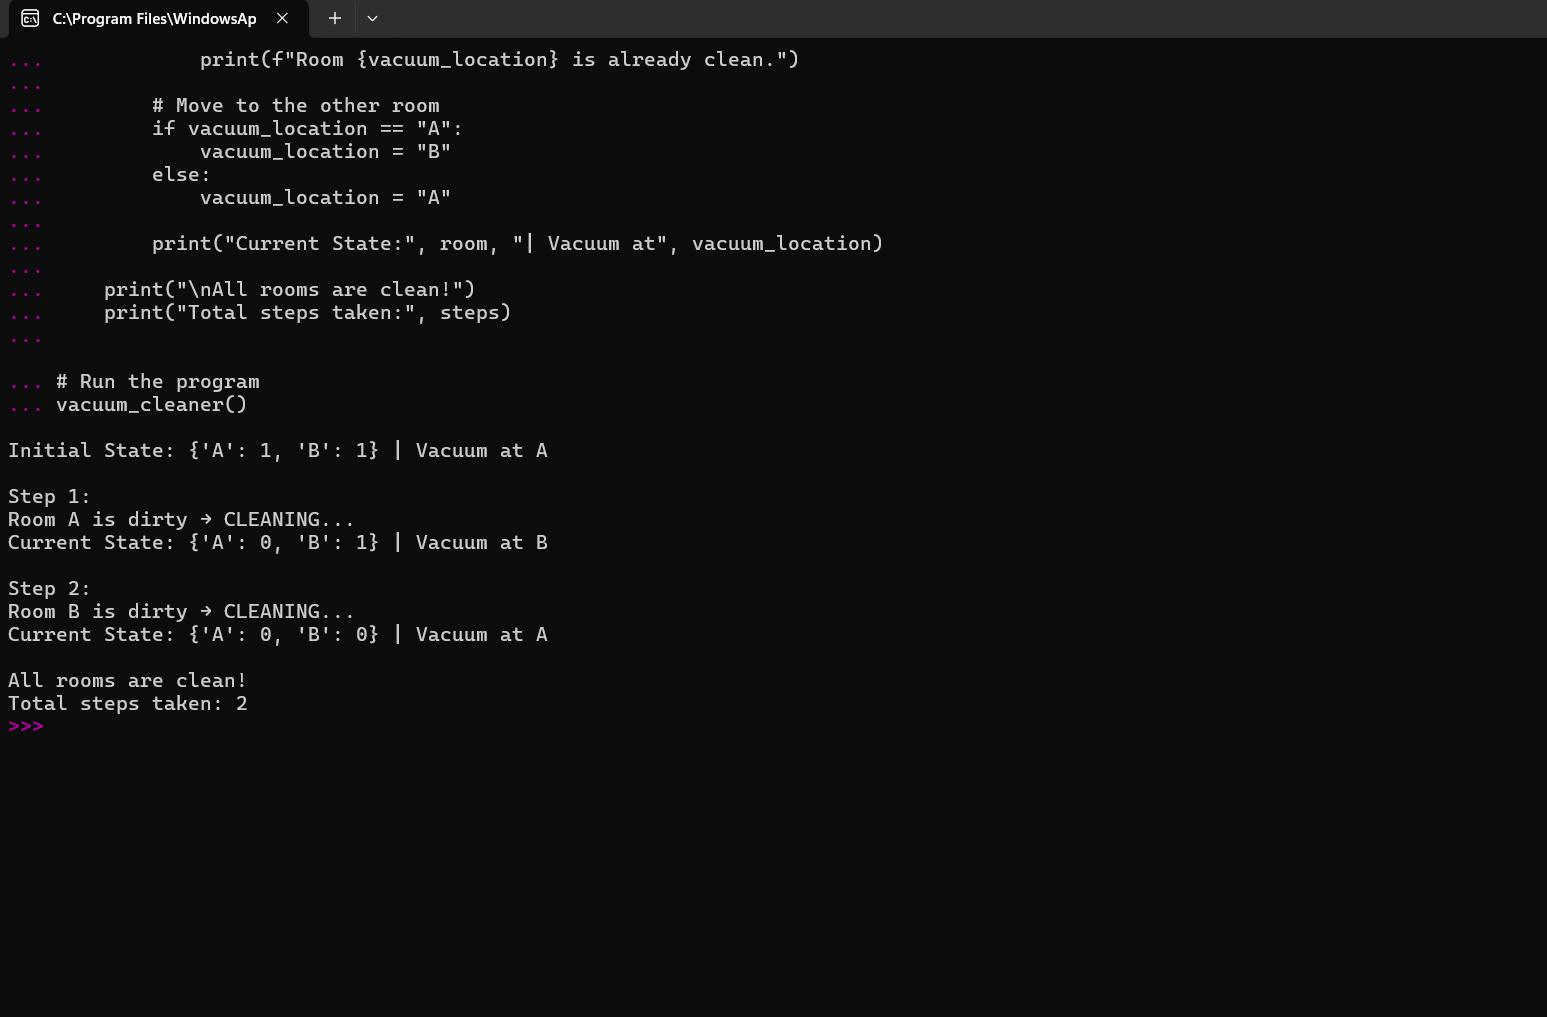 C:\Program Files\WindowsAp
...             print(f"Room {vacuum_location} is already clean.")
...
...         # Move to the other room
...         if vacuum_location == "A":
...             vacuum_location = "B"
...         else:
...             vacuum_location = "A"
...
...         print("Current State:", room, "| Vacuum at", vacuum_location)
...
...     print("\nAll rooms are clean!")
...     print("Total steps taken:", steps)
...
... # Run the program
... vacuum_cleaner()
Initial State: {'A': 1, 'B': 1} | Vacuum at A
Step 1:
Room A is dirty → CLEANING...
Current State: {'A': 0, 'B': 1} | Vacuum at B
Step 2:
Room B is dirty → CLEANING...
Current State: {'A': 0, 'B': 0} | Vacuum at A
All rooms are clean!
Total steps taken: 2
>>>